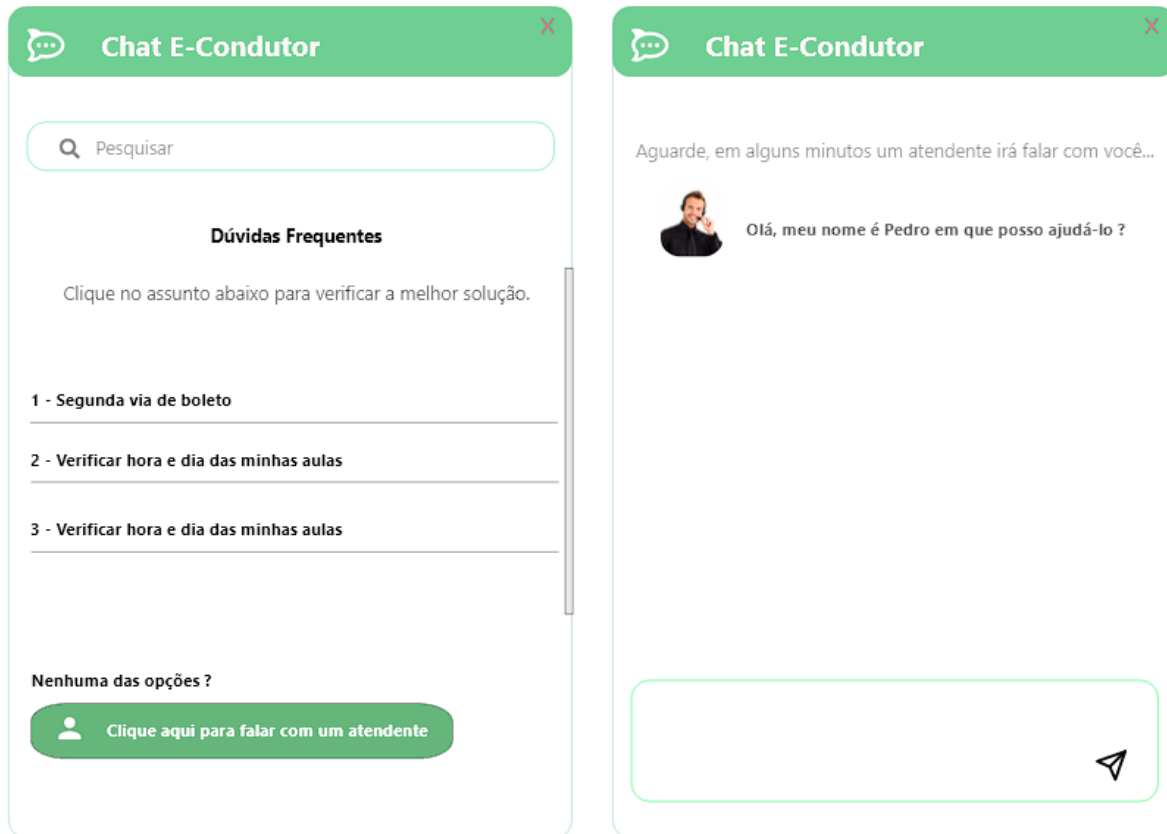 Chat E-Condutor
X
Pesquisar
Dúvidas Frequentes
Clique no assunto abaixo para verificar a melhor solução.
1 - Segunda via de boleto
2 - Verificar hora e dia das minhas aulas
3 - Verificar hora e dia das minhas aulas
Nenhuma das opções ?
Clique aqui para falar com um atendente
Chat E-Condutor
X
Aguarde, em alguns minutos um atendente irá falar com você...
Olá, meu nome é Pedro em que posso ajudá-lo ?